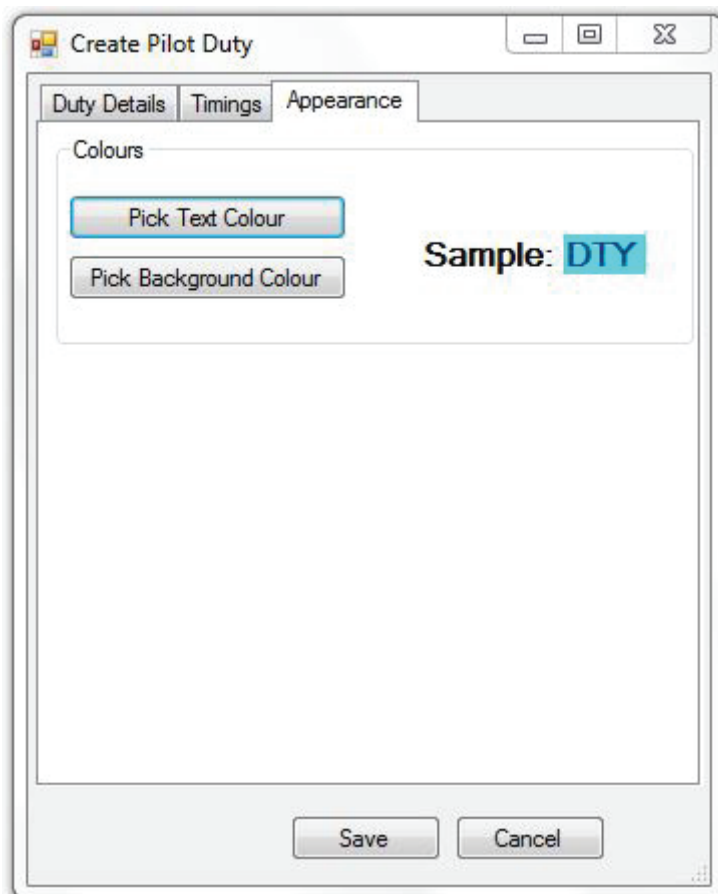 Create Pilot Duty
Duty Details Timings Appearance
Colours
Pick Text Colour
Sample: DTY
Pick Background Colour
Save Cancel